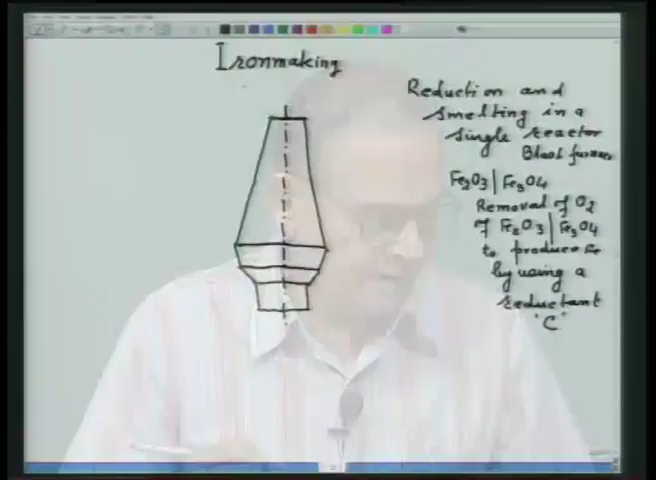 Ironmaking
Reduction and
smelting in a
single reactor
Blast furnace
Fe2O3 | Fe3O4
Removal of O2
of Fe2O3 | Fe3O4
to produce Fe
by using a
reductant
"C"